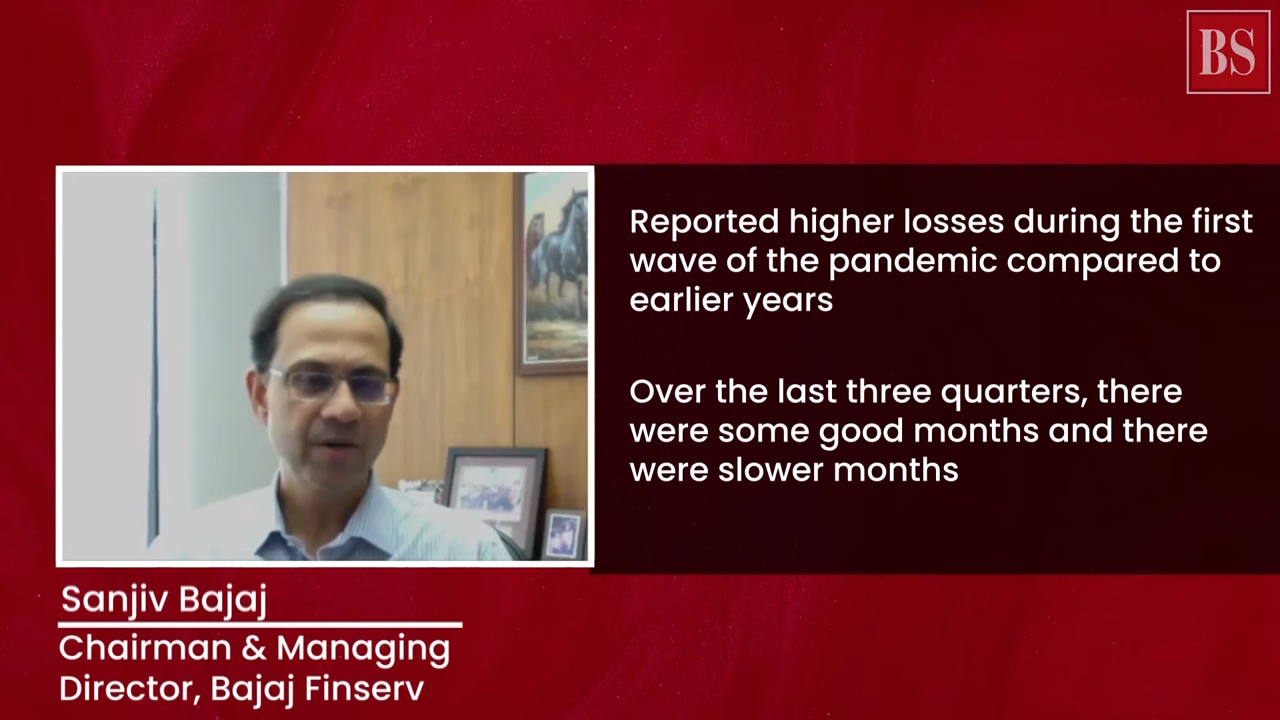 BS
Reported higher losses during the first
wave of the pandemic compared to
earlier years
Over the last three quarters, there
were some good months and there
were slower months
Sanjiv Bajaj
Chairman & Managing
Director, Bajaj Finserv